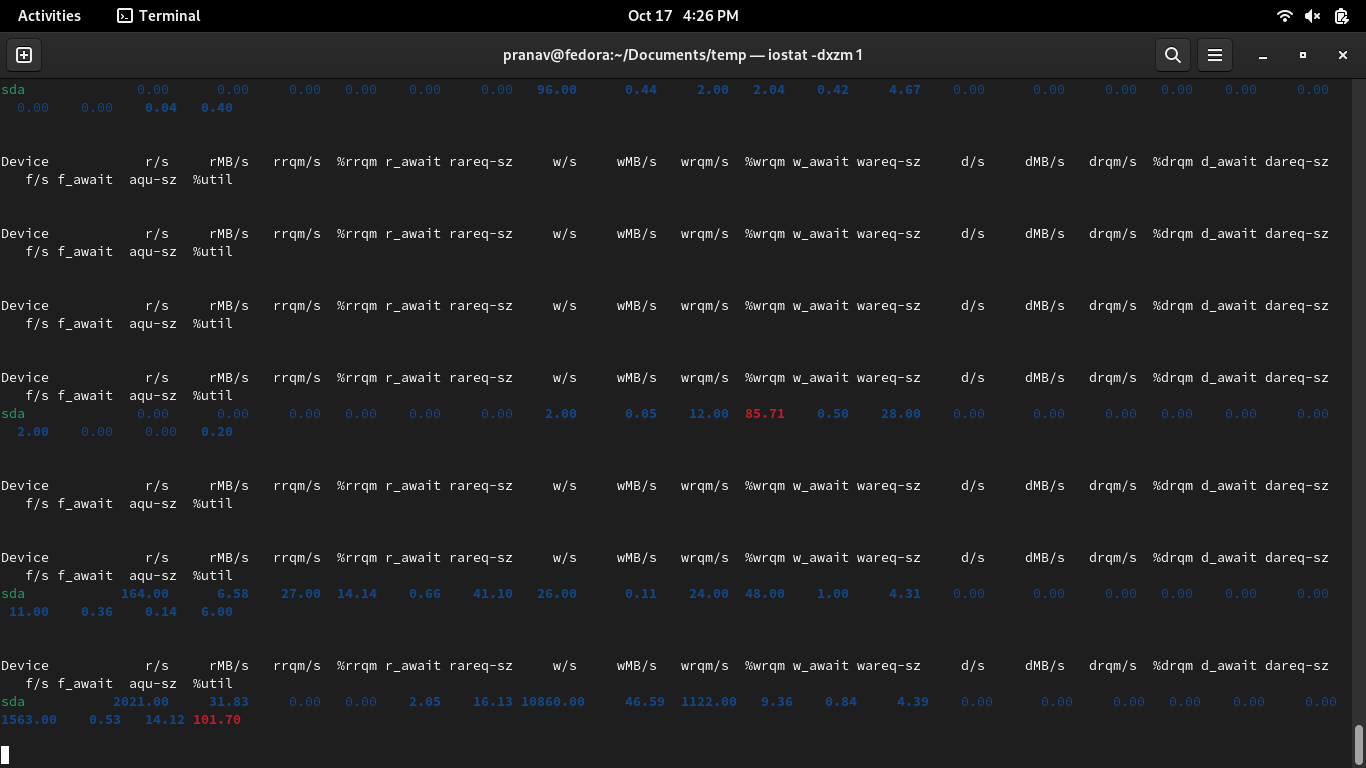 Activities Terminal Oct 17 4:26 PM
pranav@fedora:~/Documents/temp — iostat -dxzm 1
sda 0.00 0.00 0.00 0.00 0.00 0.00 96.00 0.44 2.00 2.04 0.42 4.67 0.00 0.00 0.00 0.00 0.00 0.00
0.00 0.00 0.04 0.40
Device r/s rMB/s rrqm/s %rrqm r_await rareq-sz w/s wMB/s wrqm/s %wrqm w_await wareq-sz d/s dMB/s drqm/s %drqm d_await dareq-sz
f/s f_await aqu-sz %util
Device r/s rMB/s rrqm/s %rrqm r_await rareq-sz w/s wMB/s wrqm/s %wrqm w_await wareq-sz d/s dMB/s drqm/s %drqm d_await dareq-sz
f/s f_await aqu-sz %util
Device r/s rMB/s rrqm/s %rrqm r_await rareq-sz w/s wMB/s wrqm/s %wrqm w_await wareq-sz d/s dMB/s drqm/s %drqm d_await dareq-sz
f/s f_await aqu-sz %util
Device r/s rMB/s rrqm/s %rrqm r_await rareq-sz w/s wMB/s wrqm/s %wrqm w_await wareq-sz d/s dMB/s drqm/s %drqm d_await dareq-sz
f/s f_await aqu-sz %util
sda 0.00 0.00 0.00 0.00 0.00 0.00 2.00 0.05 12.00 85.71 0.50 28.00 0.00 0.00 0.00 0.00 0.00 0.00
2.00 0.00 0.00 0.20
Device r/s rMB/s rrqm/s %rrqm r_await rareq-sz w/s wMB/s wrqm/s %wrqm w_await wareq-sz d/s dMB/s drqm/s %drqm d_await dareq-sz
f/s f_await aqu-sz %util
Device r/s rMB/s rrqm/s %rrqm r_await rareq-sz w/s wMB/s wrqm/s %wrqm w_await wareq-sz d/s dMB/s drqm/s %drqm d_await dareq-sz
f/s f_await aqu-sz %util
sda 164.00 6.58 27.00 14.14 0.66 41.10 26.00 0.11 24.00 48.00 1.00 4.31 0.00 0.00 0.00 0.00 0.00 0.00
11.00 0.36 0.14 6.00
Device r/s rMB/s rrqm/s %rrqm r_await rareq-sz w/s wMB/s wrqm/s %wrqm w_await wareq-sz d/s dMB/s drqm/s %drqm d_await dareq-sz
f/s f_await aqu-sz %util
sda 2021.00 31.83 0.00 0.00 2.05 16.13 10860.00 46.59 1122.00 9.36 0.84 4.39 0.00 0.00 0.00 0.00 0.00 0.00
1563.00 0.53 14.12 101.70